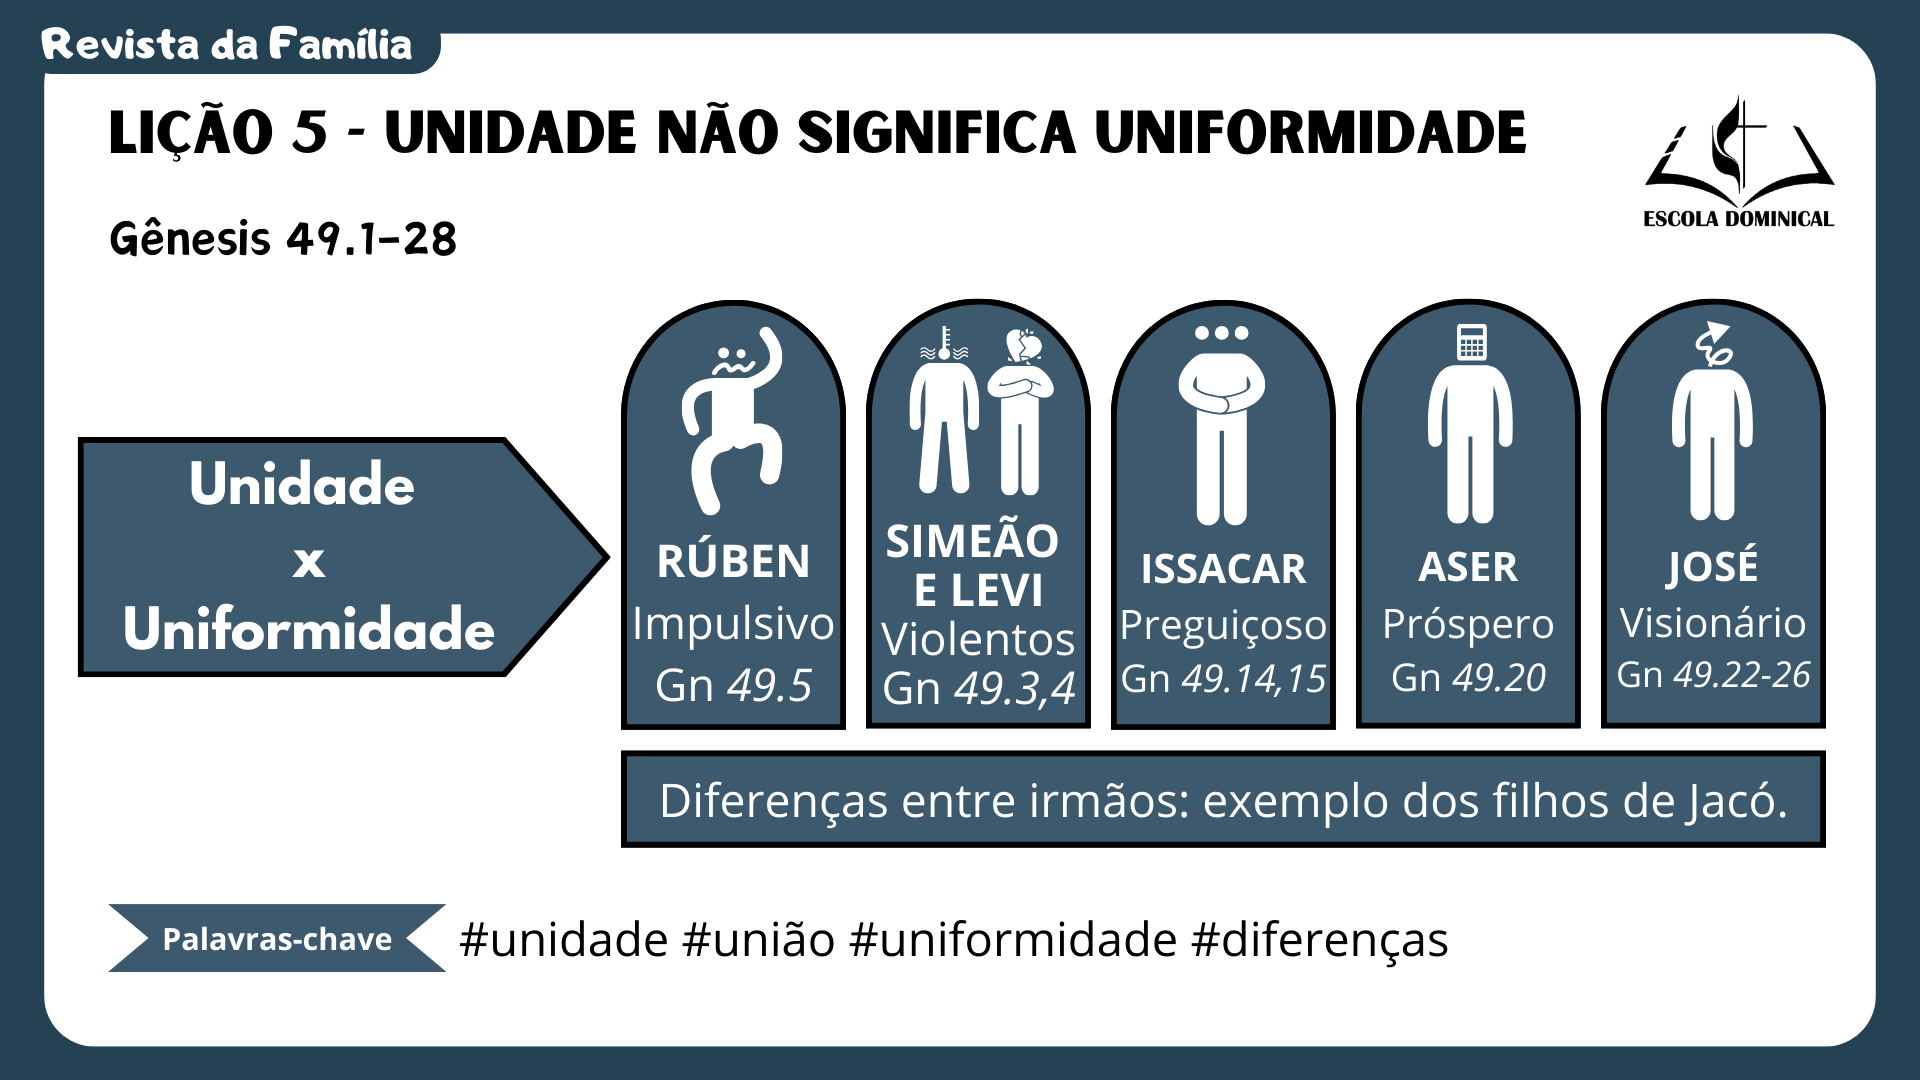 Revista da Família
LIÇÃO 5 - UNIDADE NÃO SIGNIFICA UNIFORMIDADE
ESCOLA DOMINICAL
Gênesis 49.1-28
Unidade
x
Uniformidade
RÚBEN
Impulsivo
Gn 49.5
SIMEÃO
E LEVI
Violentos
Gn 49.3,4
ISSACAR
Preguiçoso
Gn 49.14,15
ASER
Próspero
Gn 49.20
JOSÉ
Visionário
Gn 49.22-26
Diferenças entre irmãos: exemplo dos filhos de Jacó.
Palavras-chave
#unidade #união #uniformidade #diferenças